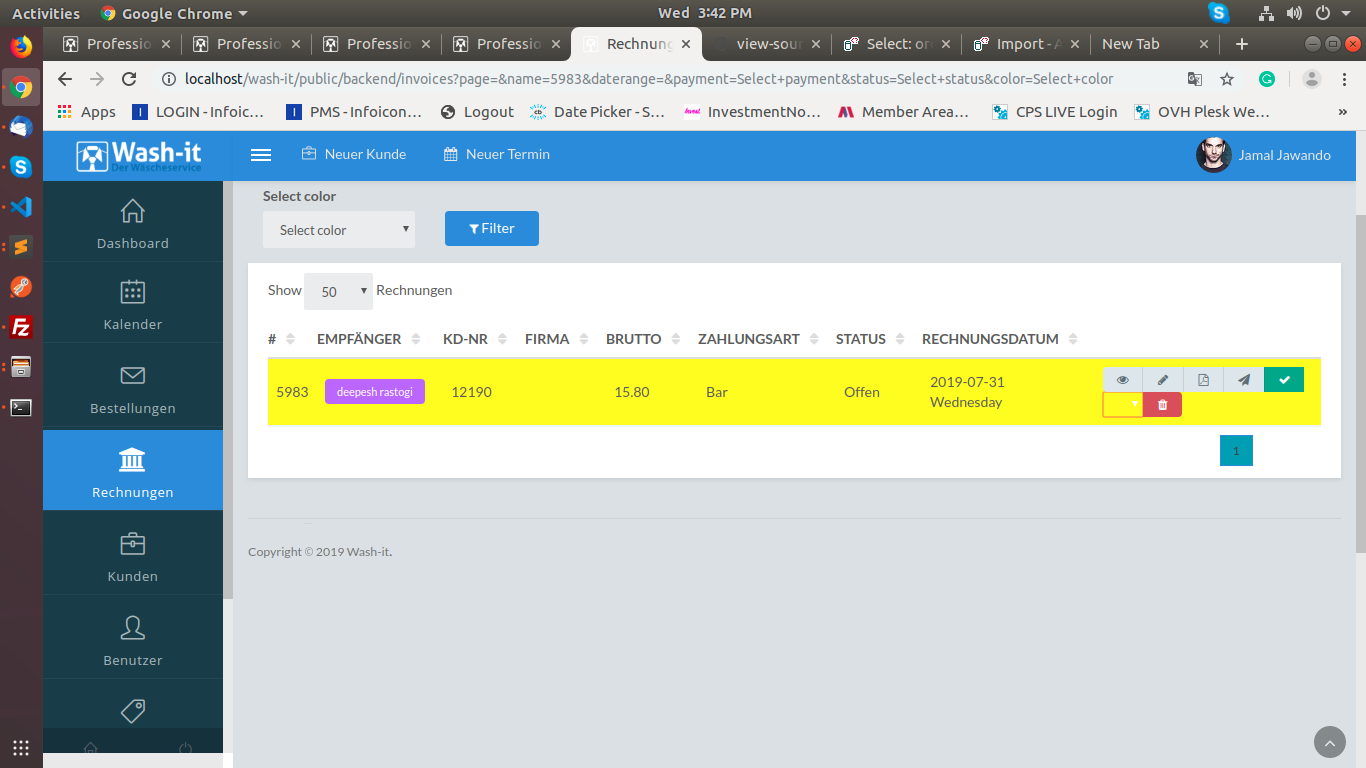 Activities Google Chrome Wed 3:42 PM
Professio Professio Professio Professio Rechnung view-sour Select: or Import - A New Tab
localhost/wash-it/public/backend/invoices?page=&name=5983&daterange=&payment=Select+payment&status=Select+status&color=Select+color
Apps LOGIN - Infoic... PMS - Infoicon... Logout Date Picker - S... InvestmentNo... Member Area... CPS LIVE Login OVH Plesk We... »
Wash-it
Der Wäscheservice
Neuer Kunde Neuer Termin Jamal Jawando
Dashboard
Kalender
Bestellungen
Rechnungen
Kunden
Benutzer
Select color
Select color Filter
Show 50 Rechnungen
# EMPFÄNGER KD-NR FIRMA BRUTTO ZAHLUNGSART STATUS RECHNUNGSDATUM
5983 deepesh rastogi 12190 15.80 Bar Offen 2019-07-31
Wednesday
1
Copyright © 2019 Wash-it.